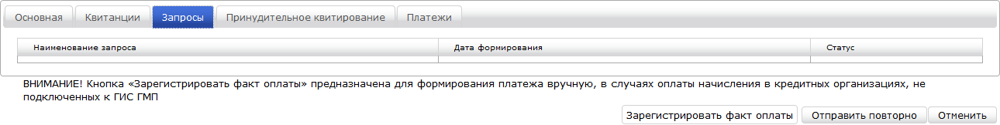 Основная Квитанции Запросы Принудительное квитирование Платежи
Наименование запроса Дата формирования Статус
ВНИМАНИЕ! Кнопка «Зарегистрировать факт оплаты» предназначена для формирования платежа вручную, в случаях оплаты начисления в кредитных организациях, не
подключенных к ГИС ГМП
Зарегистрировать факт оплаты Отправить повторно Отменить